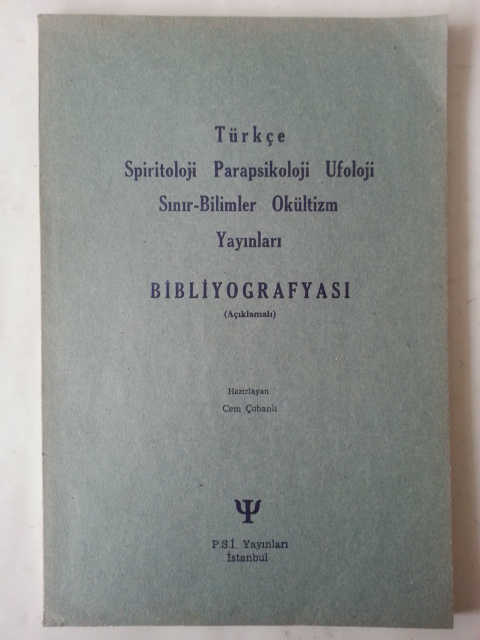 Türkçe
Spiritoloji Parapsikoloji Ufoloji
Sınır-Bilimler Okültizm
Yayınları
BİBLİYOGRAFYASI
(Açıklamalı)
Hazırlayan
Cem Çobanlı
Ψ
P.S.İ. Yayınları
İstanbul